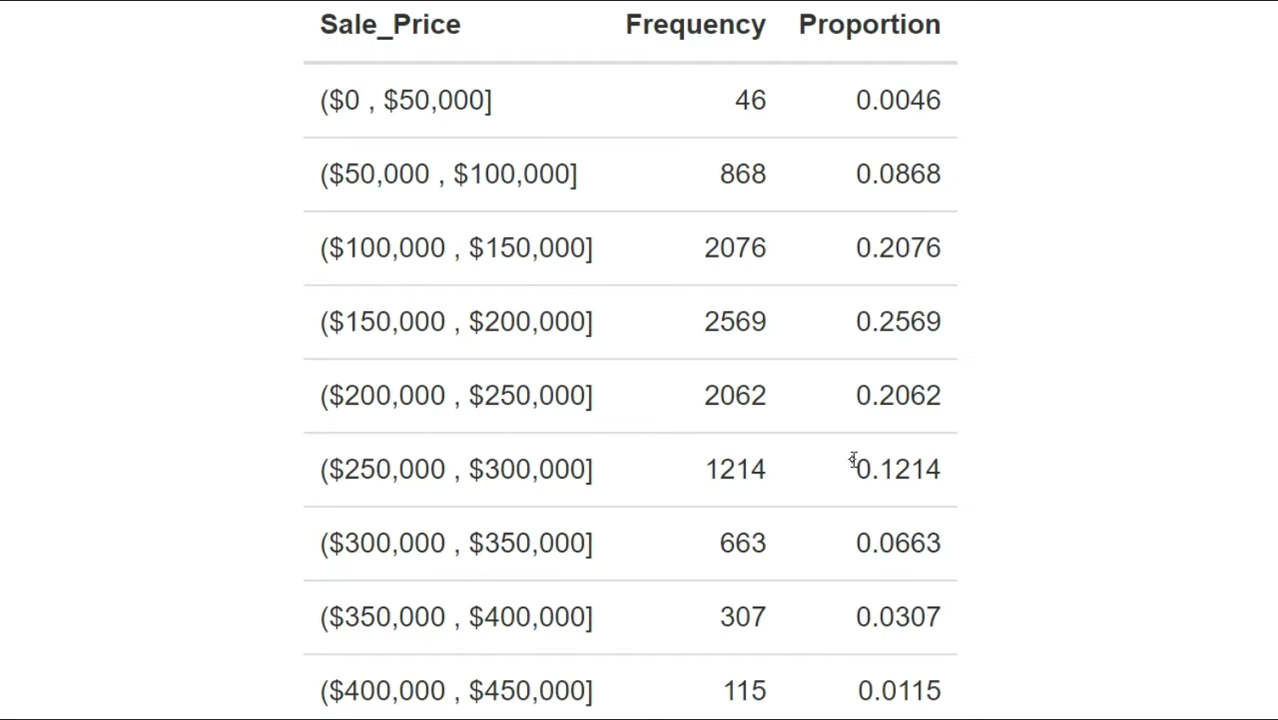 Sale_Price Frequency Proportion
($0 , $50,000] 46 0.0046
($50,000 , $100,000] 868 0.0868
($100,000 , $150,000] 2076 0.2076
($150,000 , $200,000] 2569 0.2569
($200,000 , $250,000] 2062 0.2062
($250,000 , $300,000] 1214 0.1214
($300,000 , $350,000] 663 0.0663
($350,000 , $400,000] 307 0.0307
($400,000 , $450,000] 115 0.0115